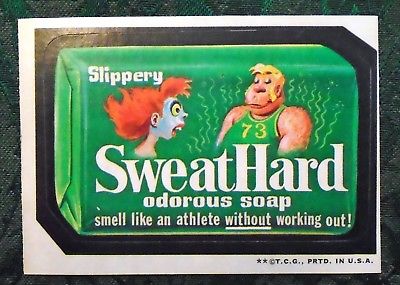 Slippery
73
SweatHard
odorous soap
smell like an athlete without working out!
**©T.C.G., PRTD. IN U.S.A.